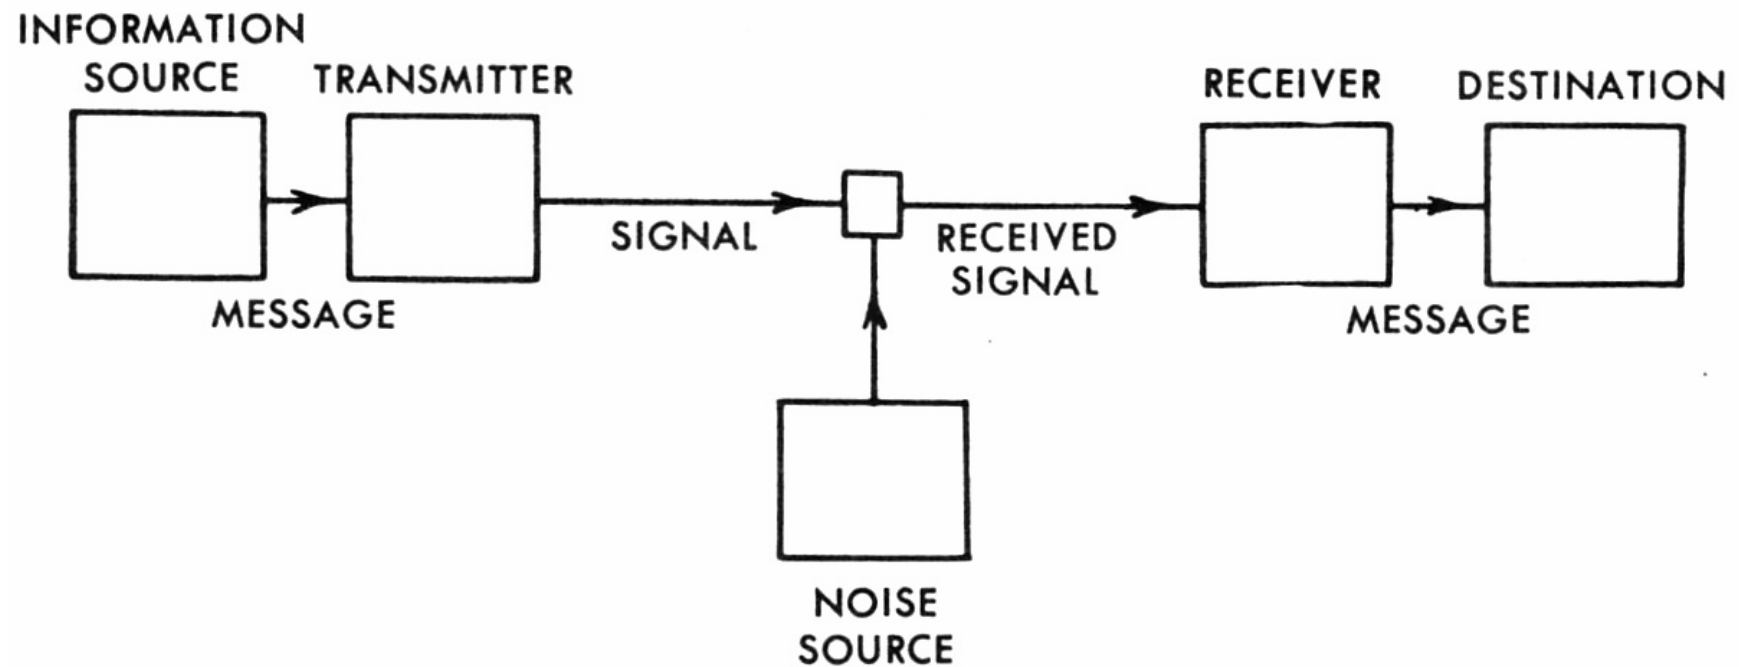 INFORMATION
SOURCE
TRANSMITTER
RECEIVER
DESTINATION
SIGNAL
RECEIVED
SIGNAL
MESSAGE
MESSAGE
NOISE
SOURCE